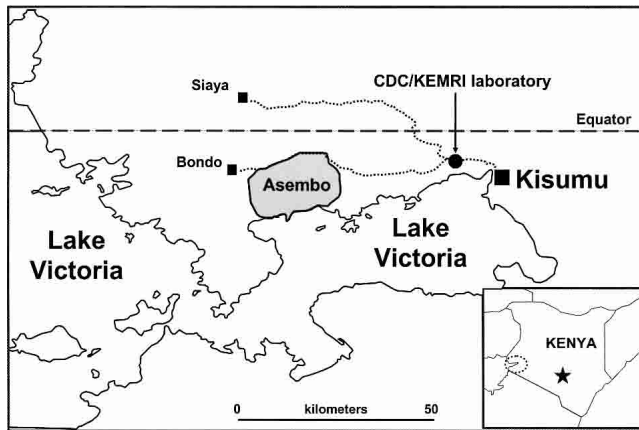 CDC/KEMRI laboratory
Siaya
Equator
Bondo
Asembo
Kisumu
Lake
Victoria
Lake
Victoria
KENYA
0 kilometers 50